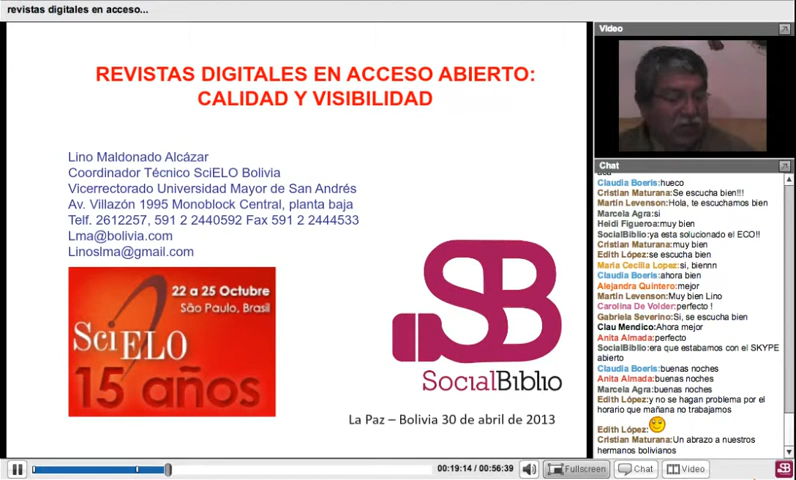 revistas digitales en acceso...
REVISTAS DIGITALES EN ACCESO ABIERTO:
CALIDAD Y VISIBILIDAD
Lino Maldonado Alcázar
Coordinador Técnico SciELO Bolivia
Vicerrectorado Universidad Mayor de San Andrés
Av. Villazón 1995 Monoblock Central, planta baja
Telf. 2612257, 591 2 2440592 Fax 591 2 2444533
Lma@bolivia.com
Linoslma@gmail.com
22 a 25 Octubre
São Paulo, Brasil
SciELO
15 años
SB
SocialBiblio
La Paz – Bolivia 30 de abril de 2013
Video
Chat
Claudia Boeris:hueco
Cristian Maturana:Se escucha bien!!!
Martín Levenson:Hola, te escuchamos bien
Marcela Agra:si
Heidi Figueroa:muy bien
SocialBiblio:ya esta solucionado el ECO!!
Cristian Maturana:muy bien
Edith López:se escucha bien
Maria Cecilia Lopez:si, biennn
Claudia Boeris:ahora bien
Alejandra Quintero:mejor
Martín Levenson:Muy bien Lino
Carolina De Volder:perfecto !
Gabriela Severino:Si, se escucha bien
Clau Mendico:Ahora mejor
Anita Almada:perfecto
SocialBiblio:era que estabamos con el SKYPE
abierto
Claudia Boeris:buenas noches
Anita Almada:buenas noches
Marcela Agra:buenas noches
Edith López:y no se hagan problema por el
horario que mañana no trabajamos
Edith López:
Cristian Maturana:Un abrazo a nuestros
hermanos bolivianos
00:19:14 / 00:56:39
Fullscreen
Chat
Video
SB